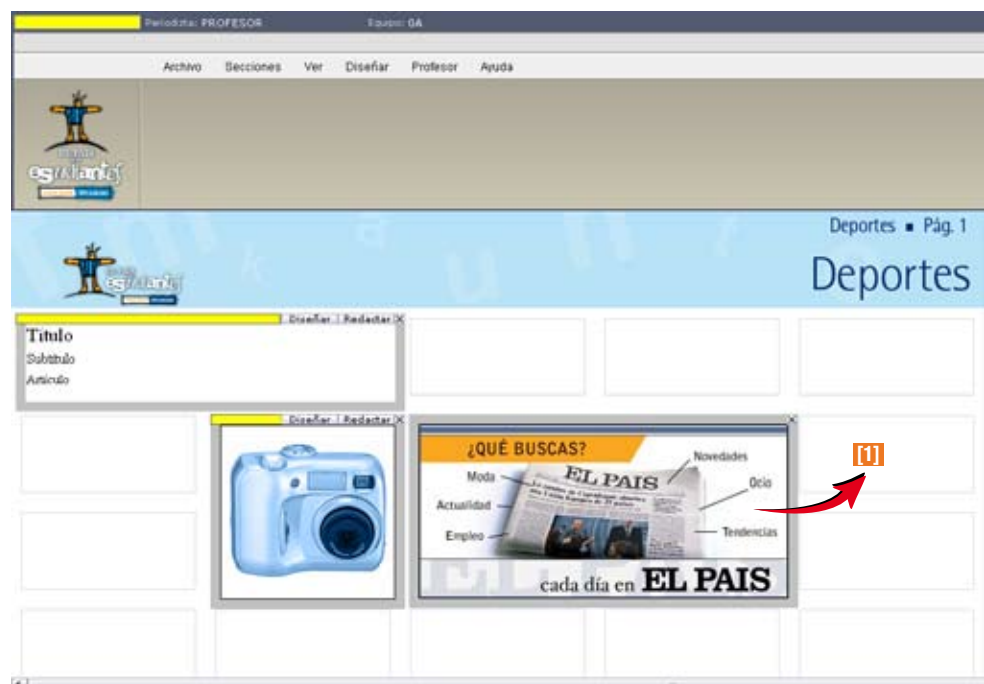 Periodista: PROFESOR Equipo: GA
Archivo Secciones Ver Diseñar Profesor Ayuda
Deportes ▪ Pág. 1
Deportes
Diseñar | Redactar X
Título
Subtítulo
Artículo
Diseñar | Redactar X
X
¿QUÉ BUSCAS?
Novedades
Moda
EL PAIS
Ocio
Actualidad
Empleo
Tendencias
cada día en EL PAIS
[1]